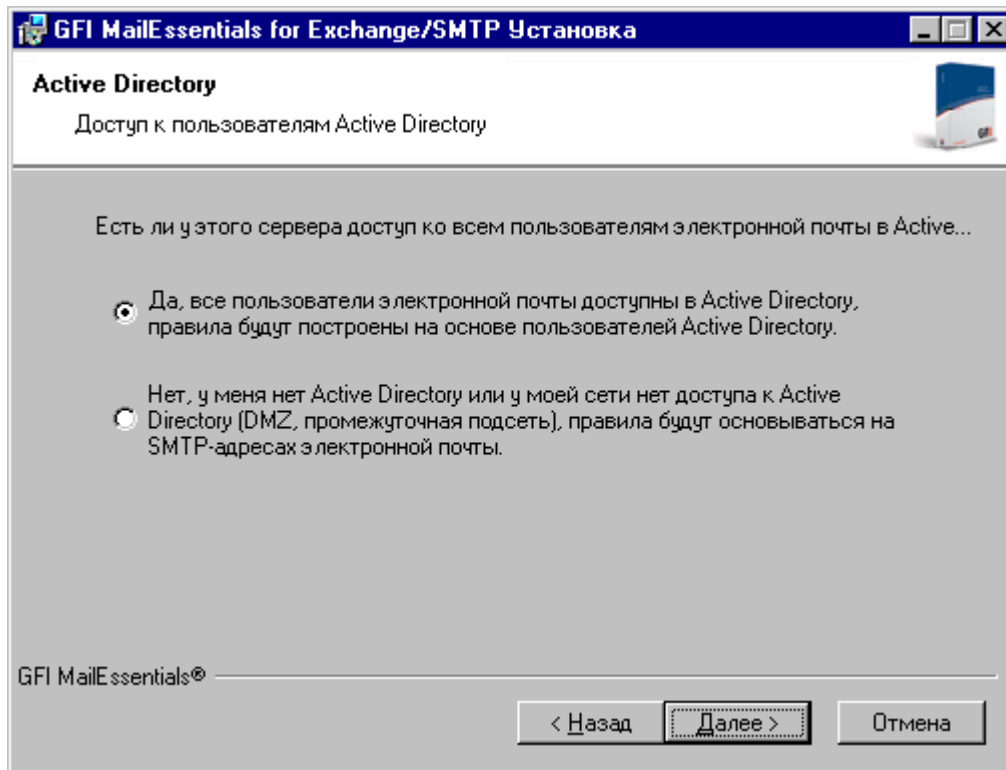 GFI MailEssentials for Exchange/SMTP Установка
Active Directory
Доступ к пользователям Active Directory
GFI
Есть ли у этого сервера доступ ко всем пользователям электронной почты в Active...
Да, все пользователи электронной почты доступны в Active Directory,
правила будут построены на основе пользователей Active Directory.
Нет, у меня нет Active Directory или у моей сети нет доступа к Active
Directory (DMZ, промежуточная подсеть), правила будут основываться на
SMTP-адресах электронной почты.
GFI MailEssentials®
< Назад
Далее >
Отмена